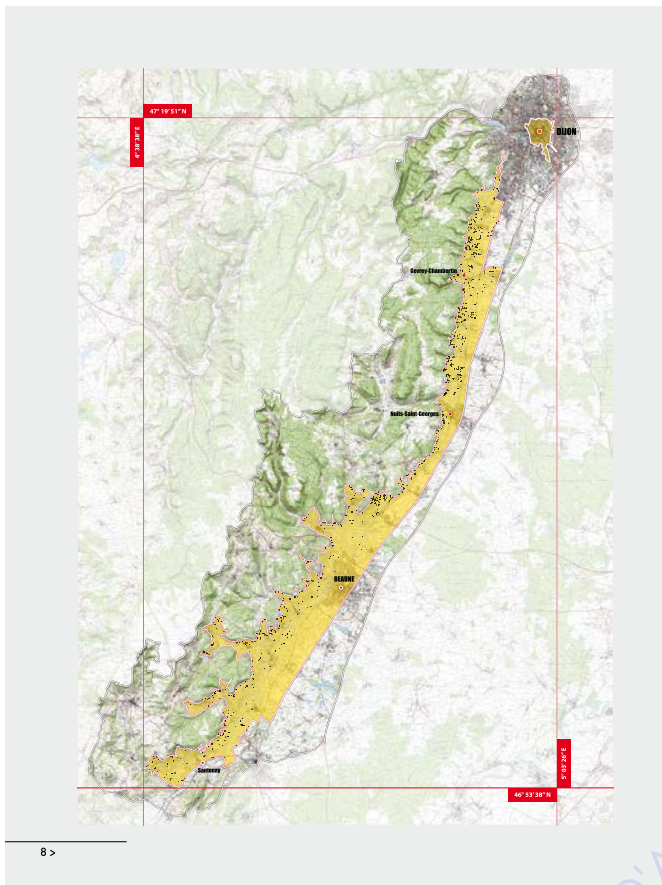 47° 19’ 51’’ N
4° 38’ 38’’ E
DIJON
Gevrey-Chambertin
Nuits-Saint-Georges
BEAUNE
Santenay
5° 03’ 26’’ E
46° 53’ 38’’ N
8 >